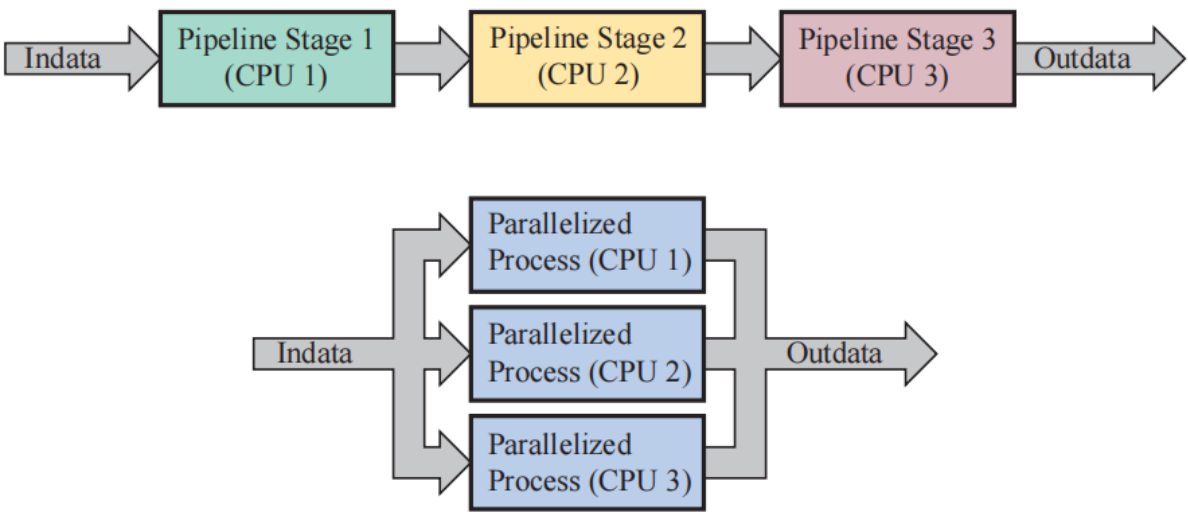 Indata
Pipeline Stage 1
(CPU 1)
Pipeline Stage 2
(CPU 2)
Pipeline Stage 3
(CPU 3)
Outdata
Indata
Parallelized
Process (CPU 1)
Parallelized
Process (CPU 2)
Parallelized
Process (CPU 3)
Outdata